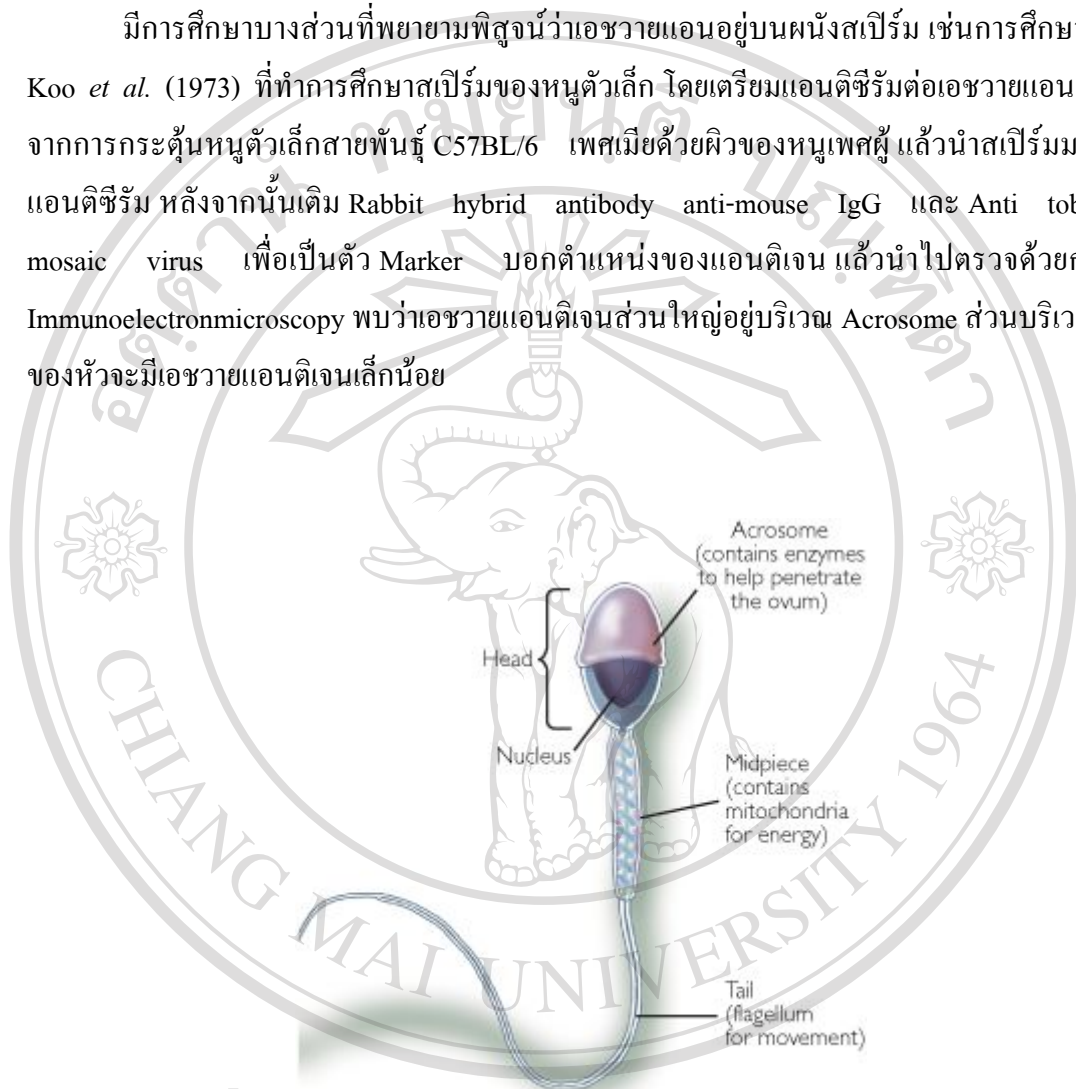 มีการศึกษาบางส่วนที่พยายามพิสูจน์ว่าเอชวายแอนอยู่บนผนังสเปิร์ม เช่นการศึกษา
Koo et al. (1973) ที่ทำการศึกษาสเปิร์มของหนูตัวเล็ก โดยเตรียมแอนติซีรัมต่อเอชวายแอน
จากการกระตุ้นหนูตัวเล็กสายพันธุ์ C57BL/6 เพศเมียด้วยผิวของหนูเพศผู้ แล้วนำสเปิร์มม
แอนติซีรัม หลังจากนั้นเติม Rabbit hybrid antibody anti-mouse IgG และ Anti tob
mosaic virus เพื่อเป็นตัว Marker บอกตำแหน่งของแอนติเจน แล้วนำไปตรวจด้วยก
Immunoelectronmicroscopy พบว่าเอชวายแอนติเจนส่วนใหญ่อยู่บริเวณ Acrosome ส่วนบริเว
ของหัวจะมีเอชวายแอนติเจนเล็กน้อย
Acrosome
(contains enzymes
to help penetrate
the ovum)
Head
Nucleus
Midpiece
(contains
mitochondria
for energy)
Tail
(flagellum
for movement)
อัตตานํ ทมยนฺติ ปณฺฑิตา
CHIANG MAI UNIVERSITY 1964